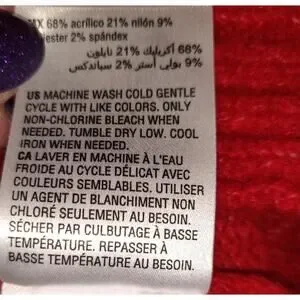 MX 68% acrílico 21% nilón 9%
ester 2% spándex
68% أكريليك 21% نايلون
9% بولي أستر 2% سباندكس
US MACHINE WASH COLD GENTLE
CYCLE WITH LIKE COLORS. ONLY
NON-CHLORINE BLEACH WHEN
NEEDED. TUMBLE DRY LOW. COOL
IRON WHEN NEEDED.
CA LAVER EN MACHINE À L'EAU
FROIDE AU CYCLE DÉLICAT AVEC
COULEURS SEMBLABLES. UTILISER
UN AGENT DE BLANCHIMENT NON
CHLORÉ SEULEMENT AU BESOIN.
SÉCHER PAR CULBUTAGE À BASSE
TEMPÉRATURE. REPASSER À
BASSE TEMPÉRATURE AU BESOIN.